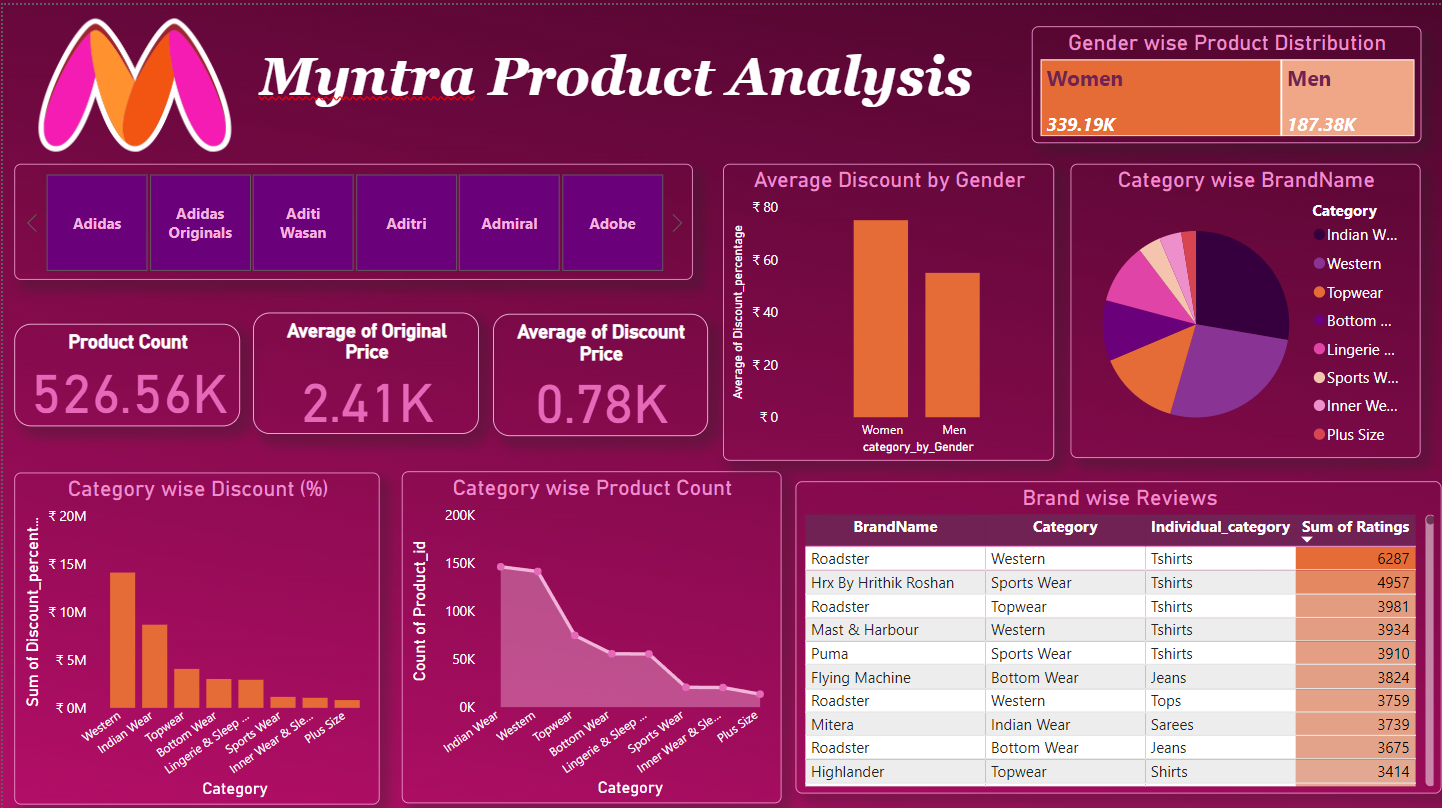 Myntra Product Analysis
Gender wise Product Distribution
Women
339.19K
Men
187.38K
Adidas
Adidas
Originals
Aditi
Wasan
Aditri
Admiral
Adobe
Product Count
526.56K
Average of Original
Price
2.41K
Average of Discount
Price
0.78K
Average Discount by Gender
Average of Discount_percentage
₹ 80
₹ 60
₹ 40
₹ 20
₹ 0
Women
Men
category_by_Gender
Category wise BrandName
Category
Indian W...
Western
Topwear
Bottom ...
Lingerie ...
Sports W...
Inner We...
Plus Size
Category wise Discount (%)
Sum of Discount_percent...
₹ 20M
₹ 15M
₹ 10M
₹ 5M
₹ 0M
Western
Indian Wear
Topwear
Bottom Wear
Lingerie & Sleep ...
Sports Wear
Inner Wear & Sle...
Plus Size
Category
Category wise Product Count
Count of Product_id
200K
150K
100K
50K
0K
Indian Wear
Western
Topwear
Bottom Wear
Lingerie & Sleep ...
Sports Wear
Inner Wear & Sle...
Plus Size
Category
Brand wise Reviews
BrandName Category Individual_category Sum of Ratings
Roadster Western Tshirts 6287
Hrx By Hrithik Roshan Sports Wear Tshirts 4957
Roadster Topwear Tshirts 3981
Mast & Harbour Western Tshirts 3934
Puma Sports Wear Tshirts 3910
Flying Machine Bottom Wear Jeans 3824
Roadster Western Tops 3759
Mitera Indian Wear Sarees 3739
Roadster Bottom Wear Jeans 3675
Highlander Topwear Shirts 3414